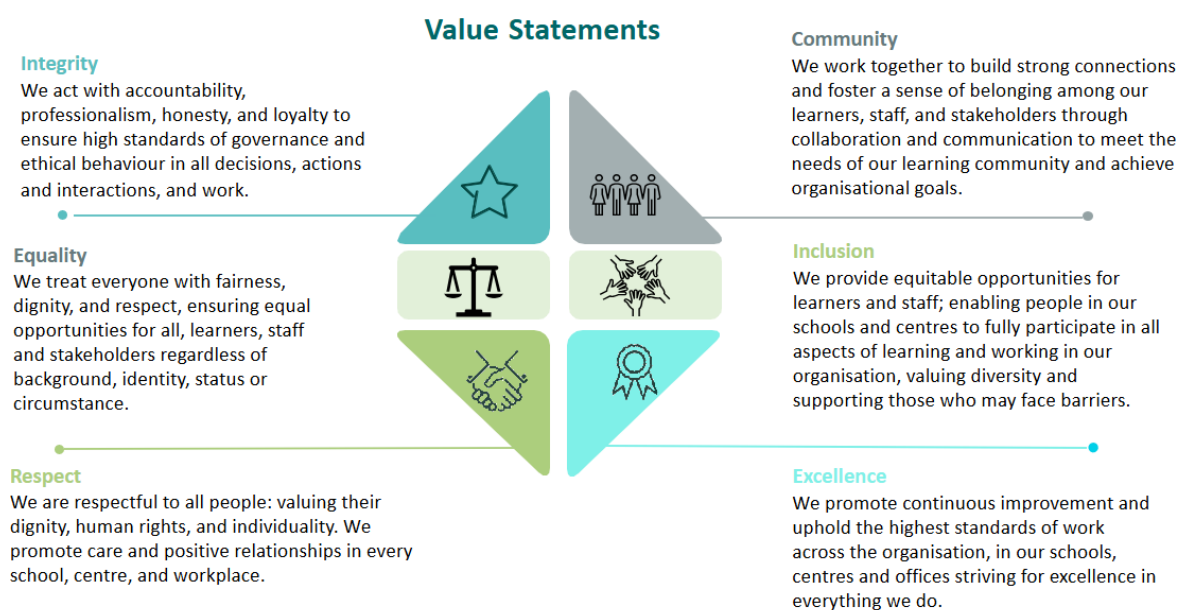 Value Statements
Integrity
We act with accountability,
professionalism, honesty, and loyalty to
ensure high standards of governance and
ethical behaviour in all decisions, actions
and interactions, and work.
Community
We work together to build strong connections
and foster a sense of belonging among our
learners, staff, and stakeholders through
collaboration and communication to meet the
needs of our learning community and achieve
organisational goals.
Equality
We treat everyone with fairness,
dignity, and respect, ensuring equal
opportunities for all, learners, staff
and stakeholders regardless of
background, identity, status or
circumstance.
Inclusion
We provide equitable opportunities for
learners and staff; enabling people in our
schools and centres to fully participate in all
aspects of learning and working in our
organisation, valuing diversity and
supporting those who may face barriers.
Respect
We are respectful to all people: valuing their
dignity, human rights, and individuality. We
promote care and positive relationships in every
school, centre, and workplace.
Excellence
We promote continuous improvement and
uphold the highest standards of work
across the organisation, in our schools,
centres and offices striving for excellence in
everything we do.